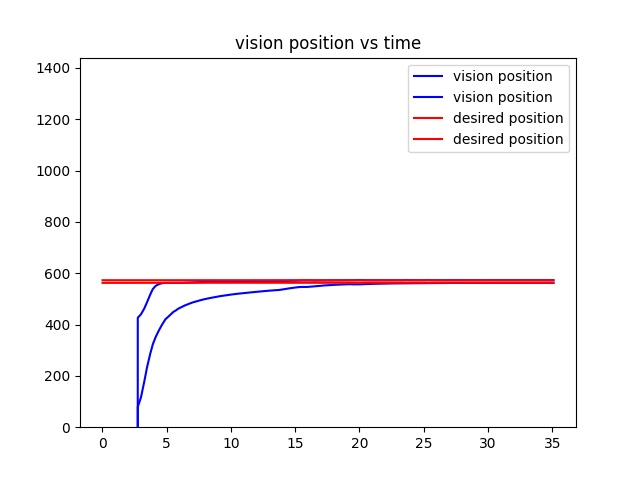 vision position vs time
1400
1200
1000
800
600
400
200
0
vision position
vision position
desired position
desired position
0 5 10 15 20 25 30 35